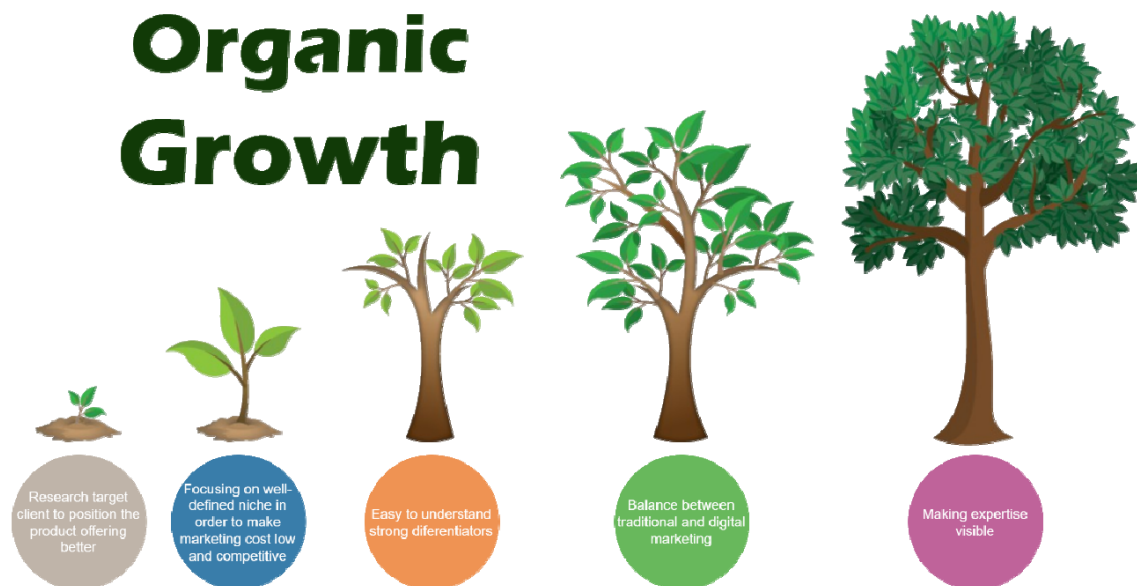 Organic
Growth
Research target
client to position the
product offering
better
Focusing on well-
defined niche in
order to make
marketing cost low
and competitive
Easy to understand
strong diferentiators
Balance between
traditional and digital
marketing
Making expertise
visible